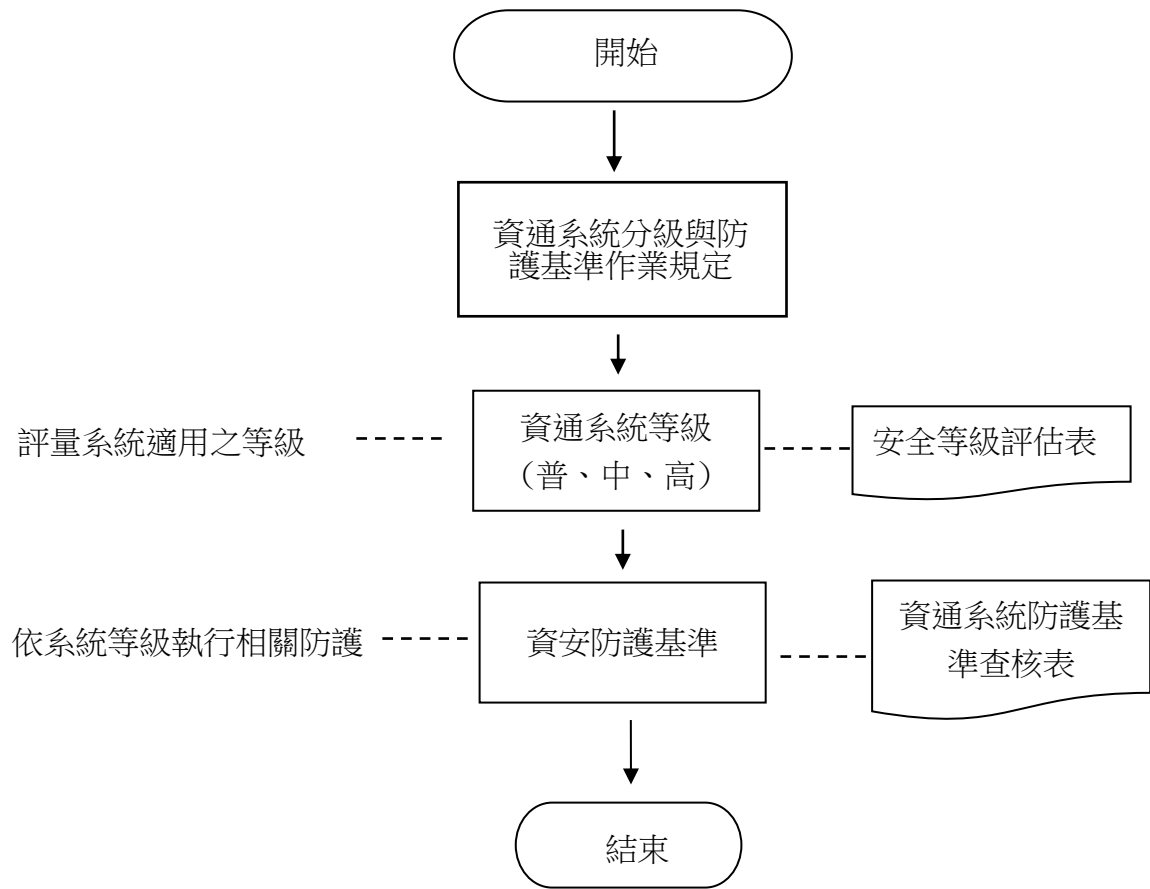 開始
資通系統分級與防
護基準作業規定
評量系統適用之等級
資通系統等級
（普、中、高）
安全等級評估表
依系統等級執行相關防護
資安防護基準
資通系統防護基
準查核表
結束